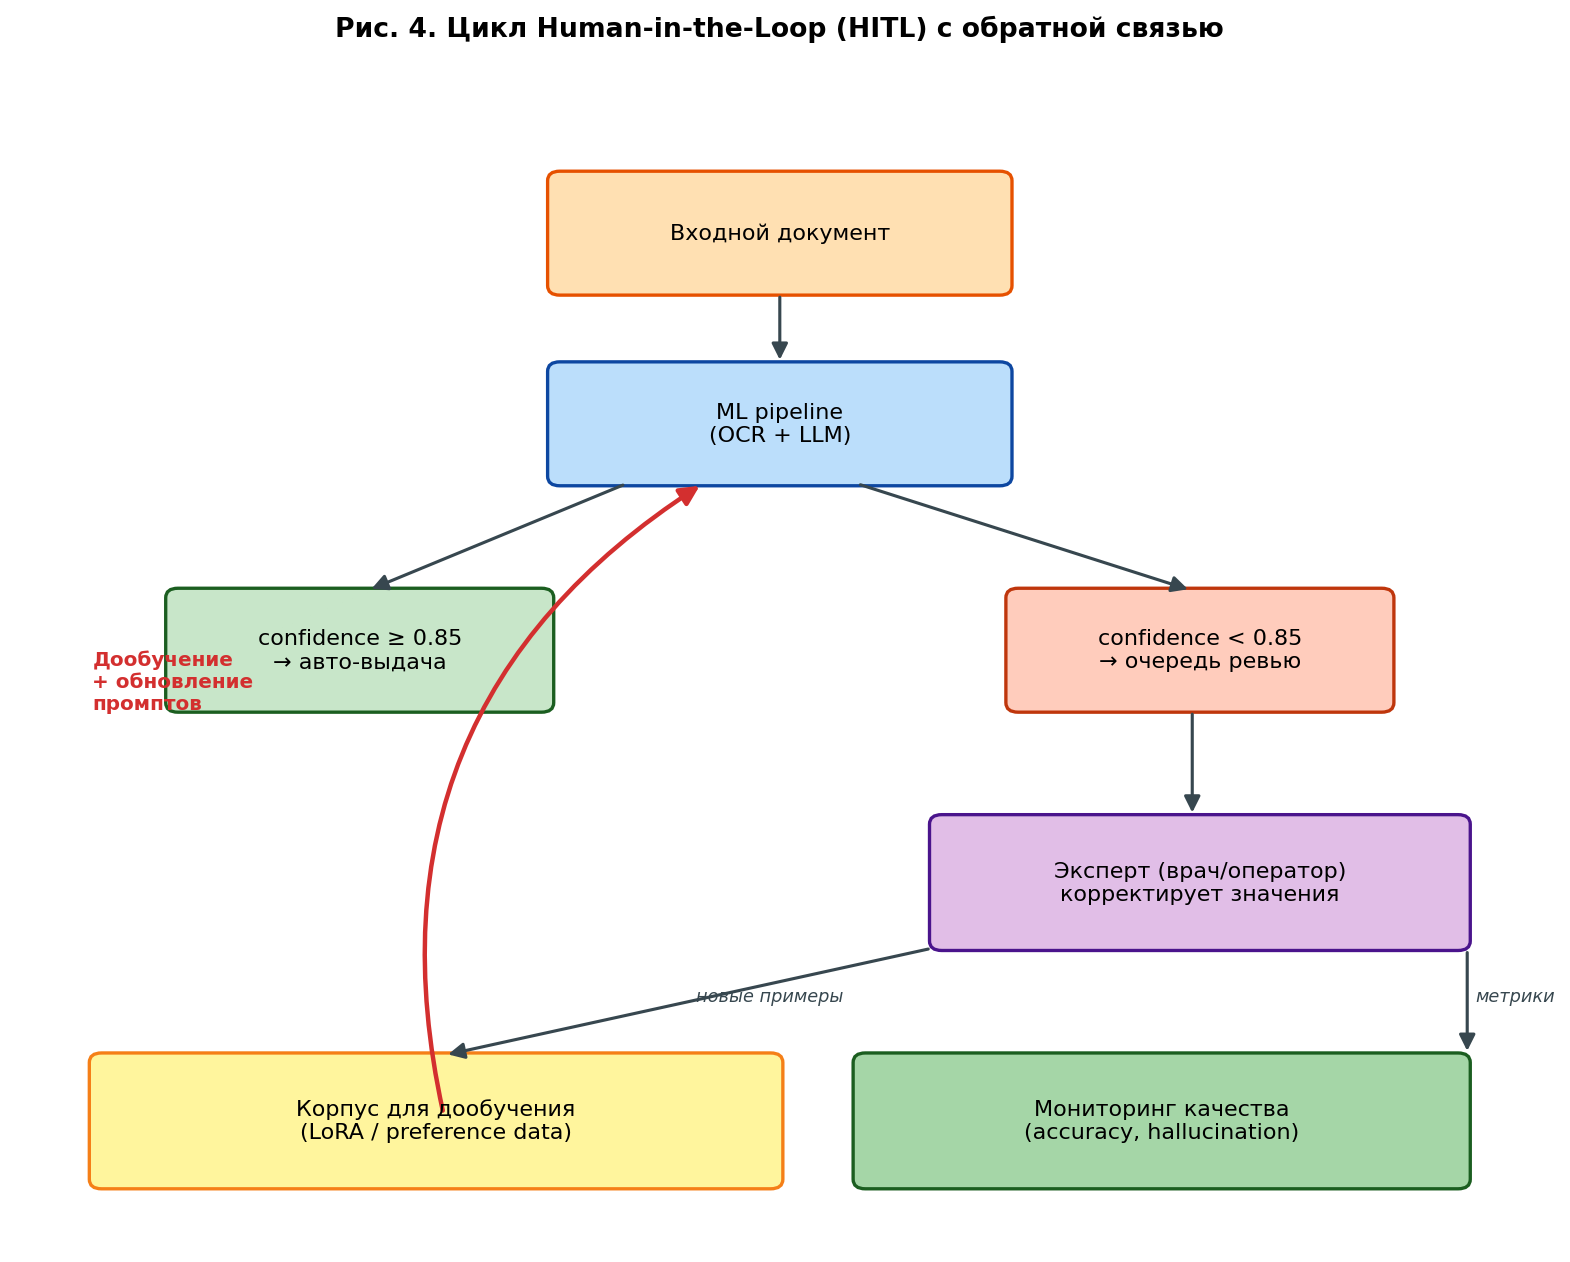 Рис. 4. Цикл Human-in-the-Loop (HITL) с обратной связью
Входной документ
ML pipeline
(OCR + LLM)
confidence ≥ 0.85
→ авто-выдача
Дообучение
+ обновление
промптов
confidence < 0.85
→ очередь ревью
Эксперт (врач/оператор)
корректирует значения
новые примеры
метрики
Корпус для дообучения
(LoRA / preference data)
Мониторинг качества
(accuracy, hallucination)